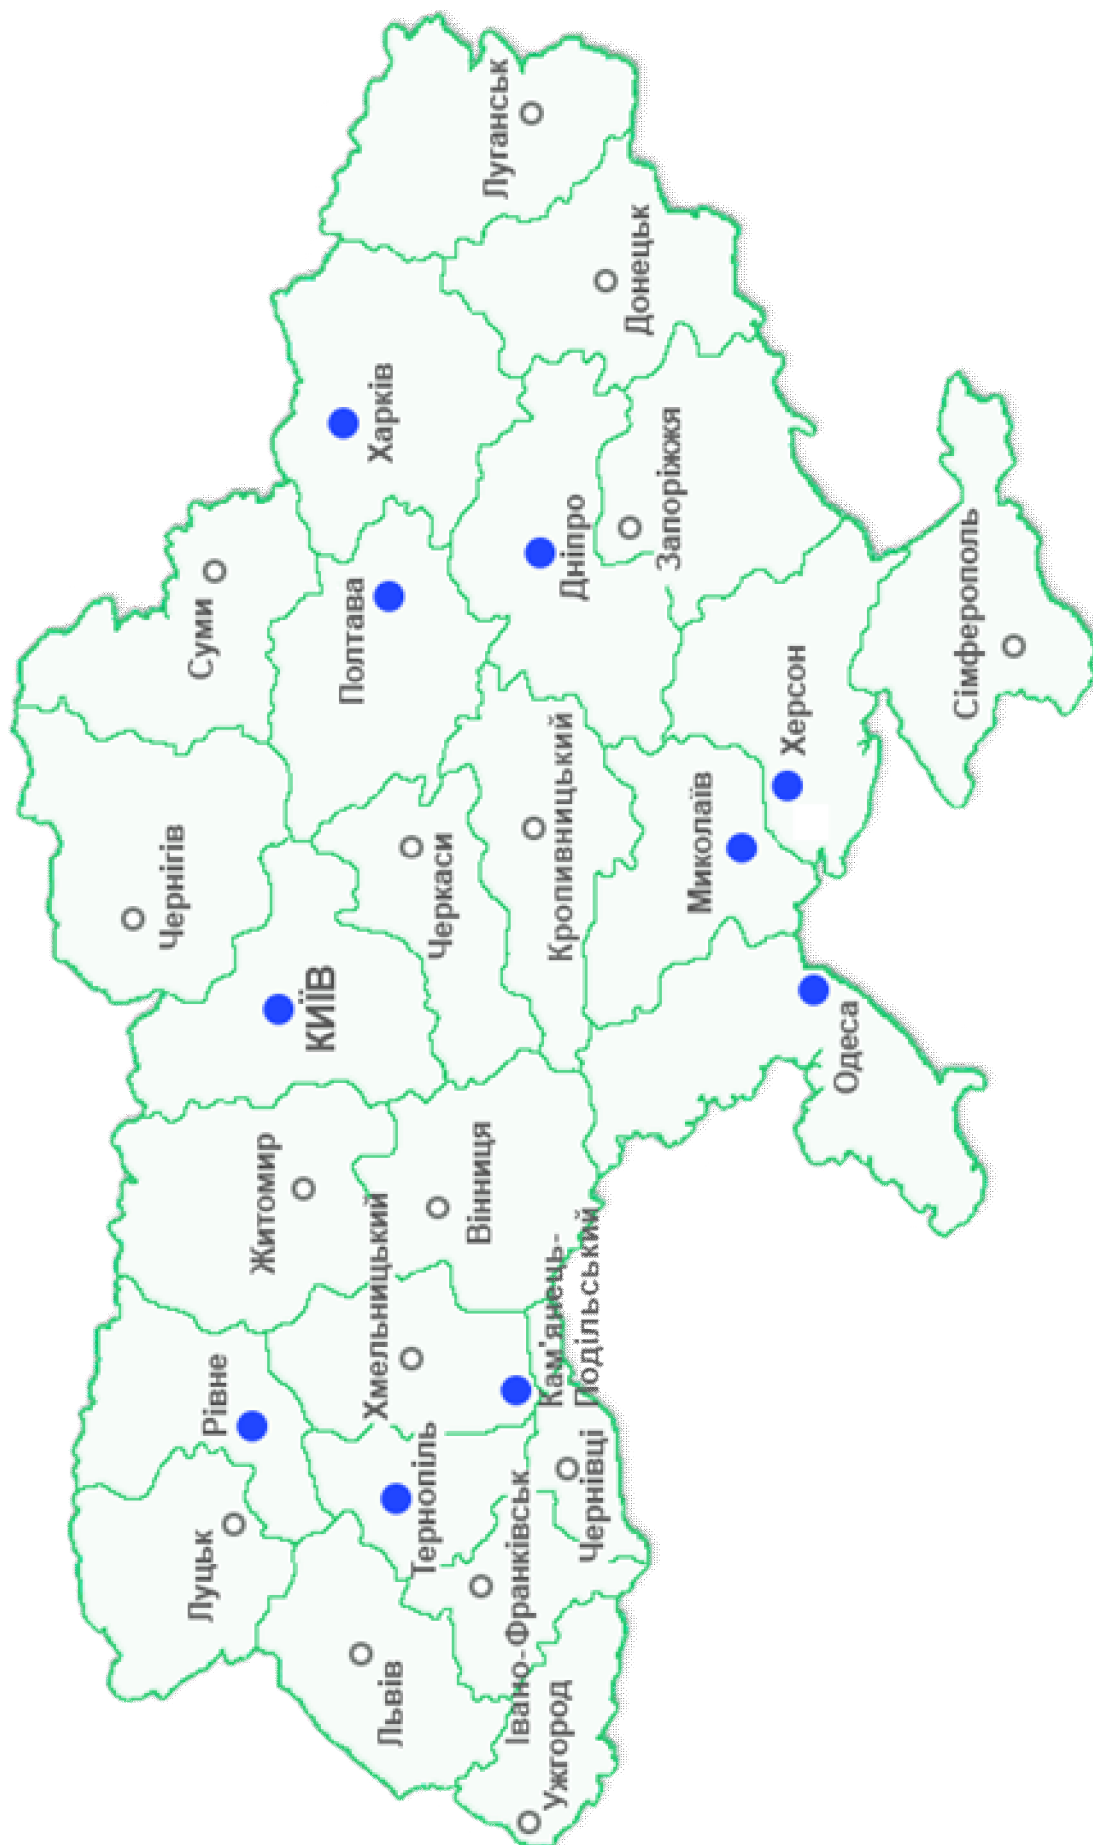 Луцьк
Рівне
Житомир
КИЇВ
Чернігів
Суми
Львів
Тернопіль
Хмельницький
Вінниця
Черкаси
Полтава
Харків
Луганськ
Ужгород
Івано-Франківськ
Чернівці
Кам'янець-
Подільський
Кропивницький
Дніпро
Донецьк
Запоріжжя
Миколаїв
Херсон
Одеса
Сімферополь